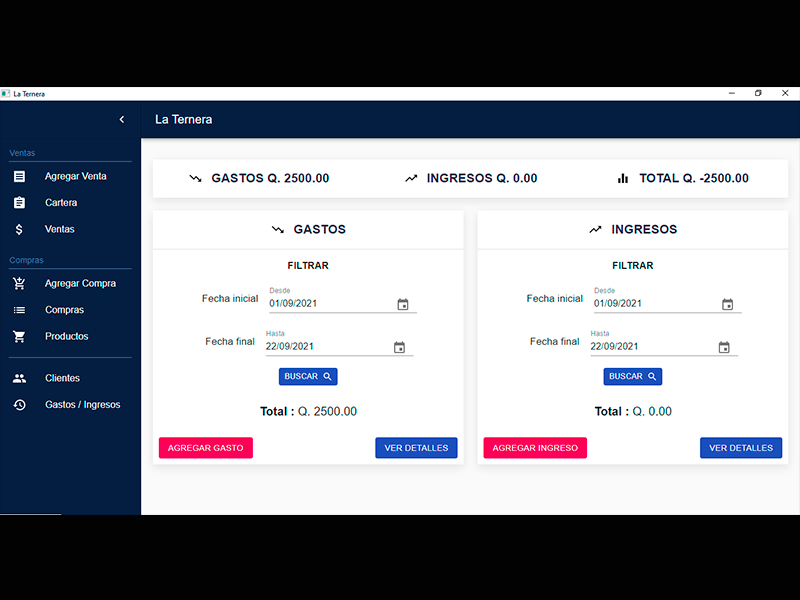 La Ternera
La Ternera
Ventas
Agregar Venta
Cartera
Ventas
Compras
Agregar Compra
Compras
Productos
Clientes
Gastos / Ingresos
GASTOS Q. 2500.00
INGRESOS Q. 0.00
TOTAL Q. -2500.00
GASTOS
FILTRAR
Fecha inicial
Desde
01/09/2021
Fecha final
Hasta
22/09/2021
BUSCAR
Total : Q. 2500.00
AGREGAR GASTO
VER DETALLES
INGRESOS
FILTRAR
Fecha inicial
Desde
01/09/2021
Fecha final
Hasta
22/09/2021
BUSCAR
Total : Q. 0.00
AGREGAR INGRESO
VER DETALLES